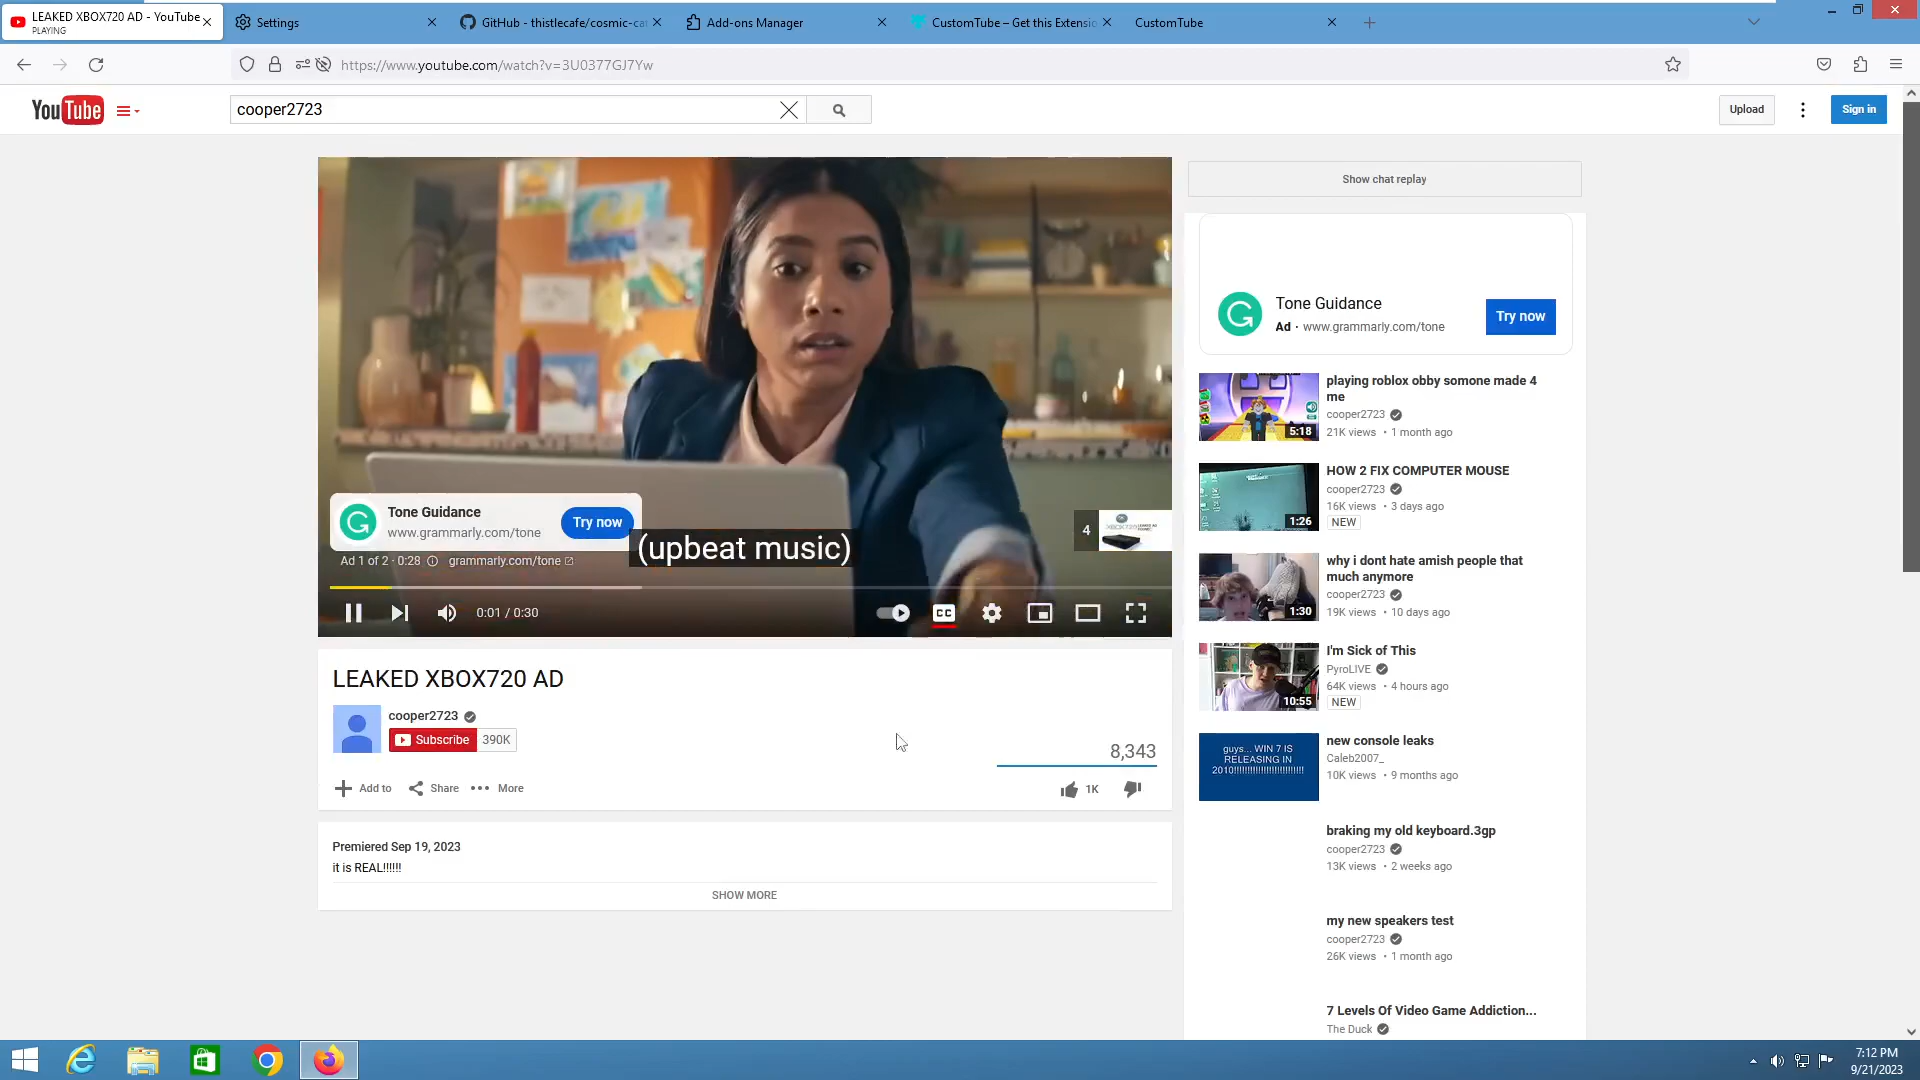 LEAKED XBOX720 AD - YouTube
PLAYING
Settings
GitHub - thistlecafe/cosmic-ca
Add-ons Manager
CustomTube – Get this Extensio
CustomTube
https://www.youtube.com/watch?v=3U0377GJ7Yw
YouTube
cooper2723
Upload
Sign in
Show chat replay
Tone Guidance
Ad · www.grammarly.com/tone
Try now
Tone Guidance
www.grammarly.com/tone
Try now
(upbeat music)
4
Ad 1 of 2 · 0:28
grammarly.com/tone
0:01 / 0:30
CC
LEAKED XBOX720 AD
cooper2723
Subscribe 390K
8,343
Add to
Share
More
1K
Premiered Sep 19, 2023
it is REAL!!!!!!
SHOW MORE
playing roblox obby somone made 4
me
cooper2723
21K views • 1 month ago
5:18
HOW 2 FIX COMPUTER MOUSE
cooper2723
16K views • 3 days ago
1:26
NEW
why i dont hate amish people that
much anymore
cooper2723
19K views • 10 days ago
1:30
I'm Sick of This
PyroLIVE
64K views • 4 hours ago
10:55
NEW
guys... WIN 7 IS
RELEASING IN
new console leaks
Caleb2007_
10K views • 9 months ago
braking my old keyboard.3gp
cooper2723
13K views • 2 weeks ago
my new speakers test
cooper2723
26K views • 1 month ago
7 Levels Of Video Game Addiction...
The Duck
7:12 PM
9/21/2023